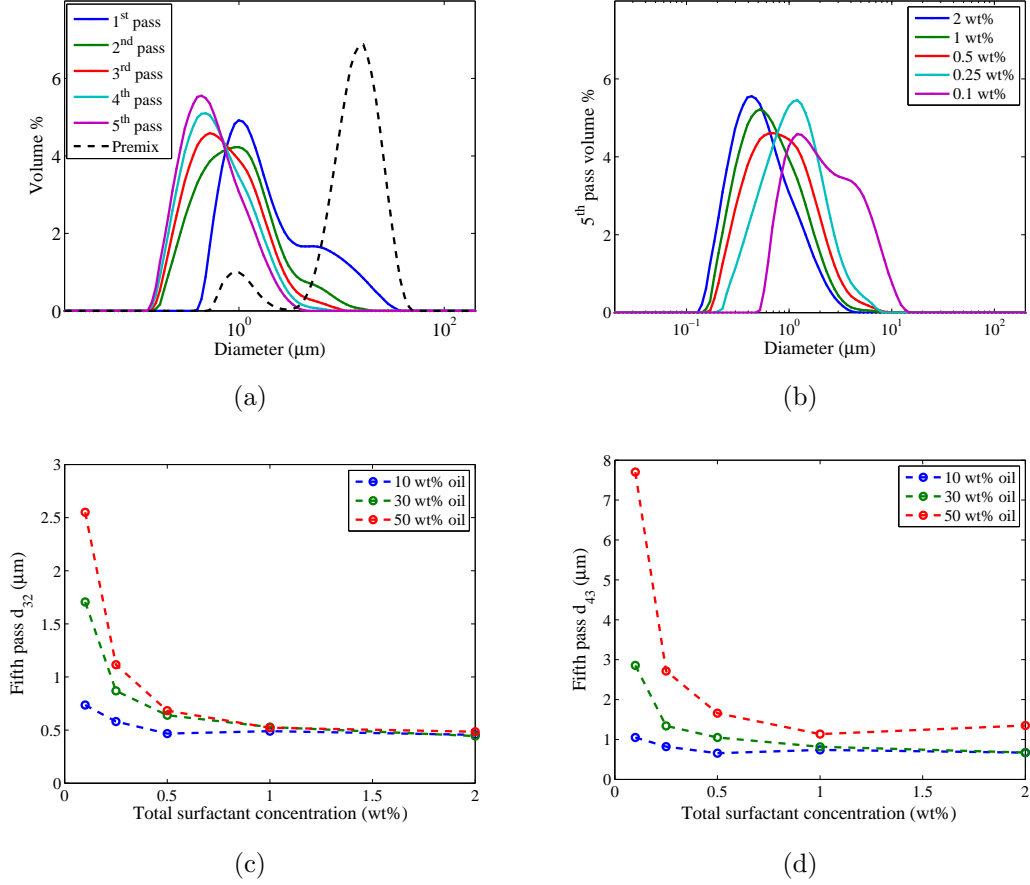 1st pass
2nd pass
3rd pass
4th pass
5th pass
Premix
Volume %
6
4
2
0
10^0
10^2
Diameter (μm)
(a)
2 wt%
1 wt%
0.5 wt%
0.25 wt%
0.1 wt%
5th pass volume %
6
4
2
0
10^-1
10^0
10^1
10^2
Diameter (μm)
(b)
10 wt% oil
30 wt% oil
50 wt% oil
Fifth pass d32 (μm)
3
2.5
2
1.5
1
0.5
0
0
0.5
1
1.5
2
Total surfactant concentration (wt%)
(c)
10 wt% oil
30 wt% oil
50 wt% oil
Fifth pass d43 (μm)
8
7
6
5
4
3
2
1
0
0
0.5
1
1.5
2
Total surfactant concentration (wt%)
(d)